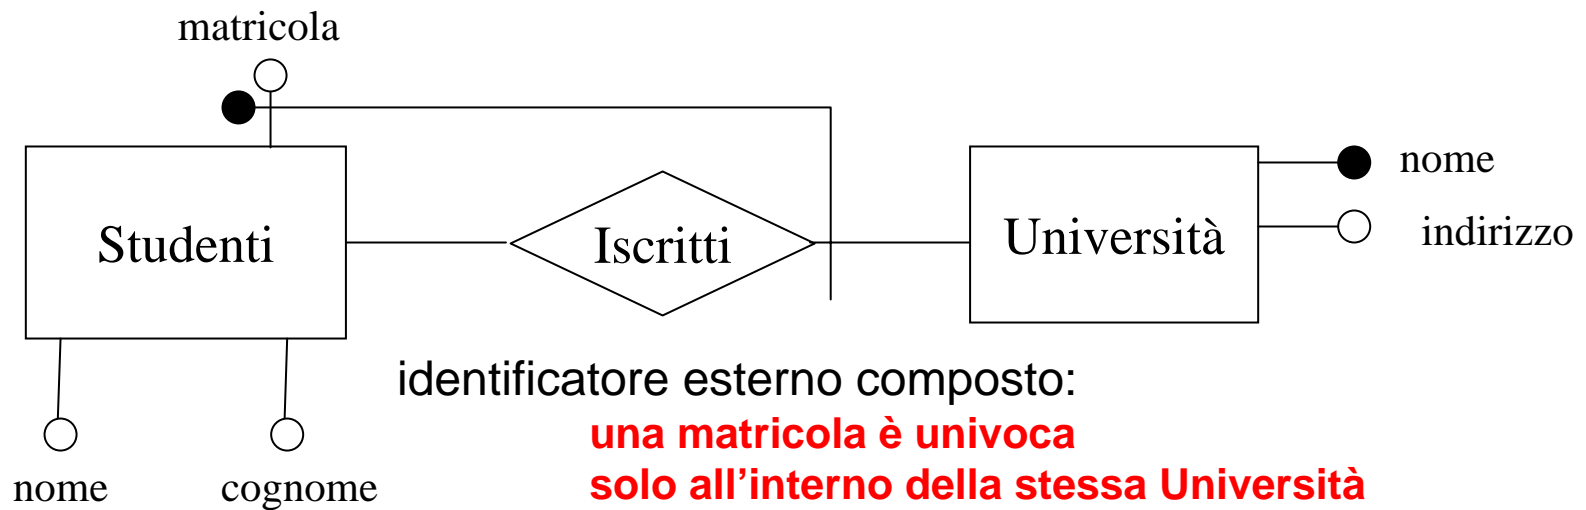 matricola
nome
Studenti
Iscritti
Università
indirizzo
identificatore esterno composto:
una matricola è univoca
solo all’interno della stessa Università
nome
cognome